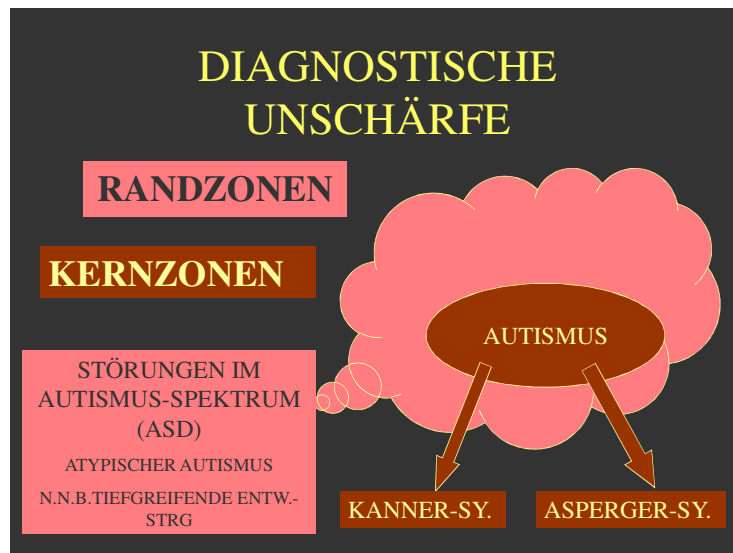 DIAGNOSTISCHE
UNSCHÄRFE
RANDZONEN
KERNZONEN
AUTISMUS
STÖRUNGEN IM
AUTISMUS-SPEKTRUM
(ASD)
ATYPISCHER AUTISMUS
N.N.B.TIEFGREIFENDE ENTW.-
STRG
KANNER-SY.
ASPERGER-SY.